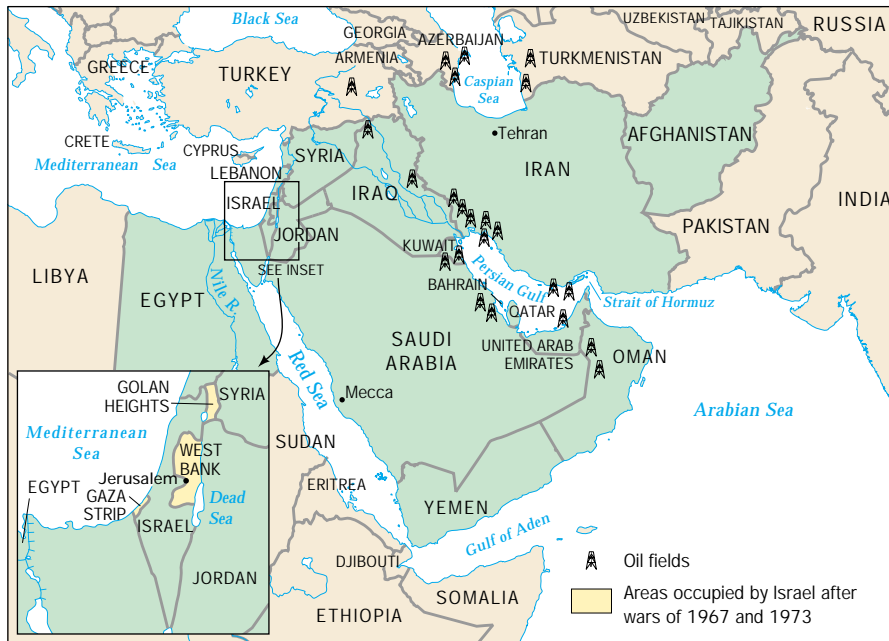 Black Sea
GEORGIA
AZERBAIJAN
UZBEKISTAN
TAJIKISTAN
RUSSIA
GREECE
TURKEY
ARMENIA
TURKMENISTAN
Caspian
Sea
CRETE
CYPRUS
SYRIA
Tehran
AFGHANISTAN
Mediterranean Sea
LEBANON
IRAN
ISRAEL
IRAQ
INDIA
JORDAN
PAKISTAN
KUWAIT
LIBYA
SEE INSET
EGYPT
Nile R.
BAHRAIN
Persian Gulf
Strait of Hormuz
QATAR
SAUDI
ARABIA
UNITED ARAB
EMIRATES
OMAN
Red Sea
Mecca
Arabian Sea
SUDAN
ERITREA
YEMEN
Gulf of Aden
DJIBOUTI
ETHIOPIA
SOMALIA
GOLAN
HEIGHTS
SYRIA
Mediterranean
Sea
WEST
BANK
Jerusalem
EGYPT
GAZA
STRIP
Dead
Sea
ISRAEL
JORDAN
Oil fields
Areas occupied by Israel after
wars of 1967 and 1973